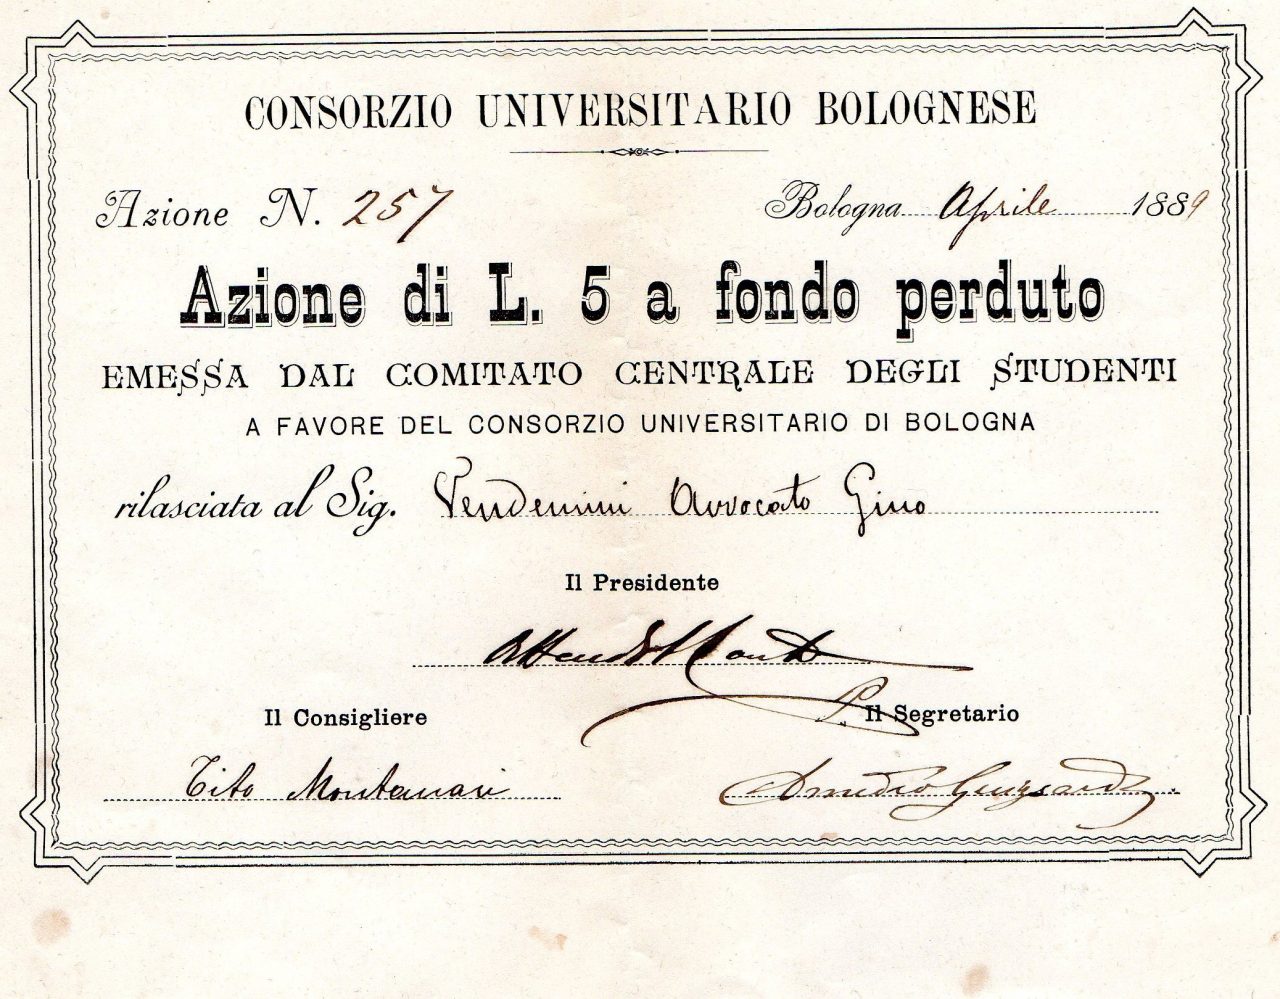 CONSORZIO UNIVERSITARIO BOLOGNESE
Azione N. 257 Bologna Aprile 1889
Azione di L. 5 a fondo perduto
EMESSA DAL COMITATO CENTRALE DEGLI STUDENTI
A FAVORE DEL CONSORZIO UNIVERSITARIO DI BOLOGNA
rilasciata al Sig. Vendemini Avvocato Gino
Il Presidente
Il Consigliere Il Segretario
Tito Montanari Amedeo